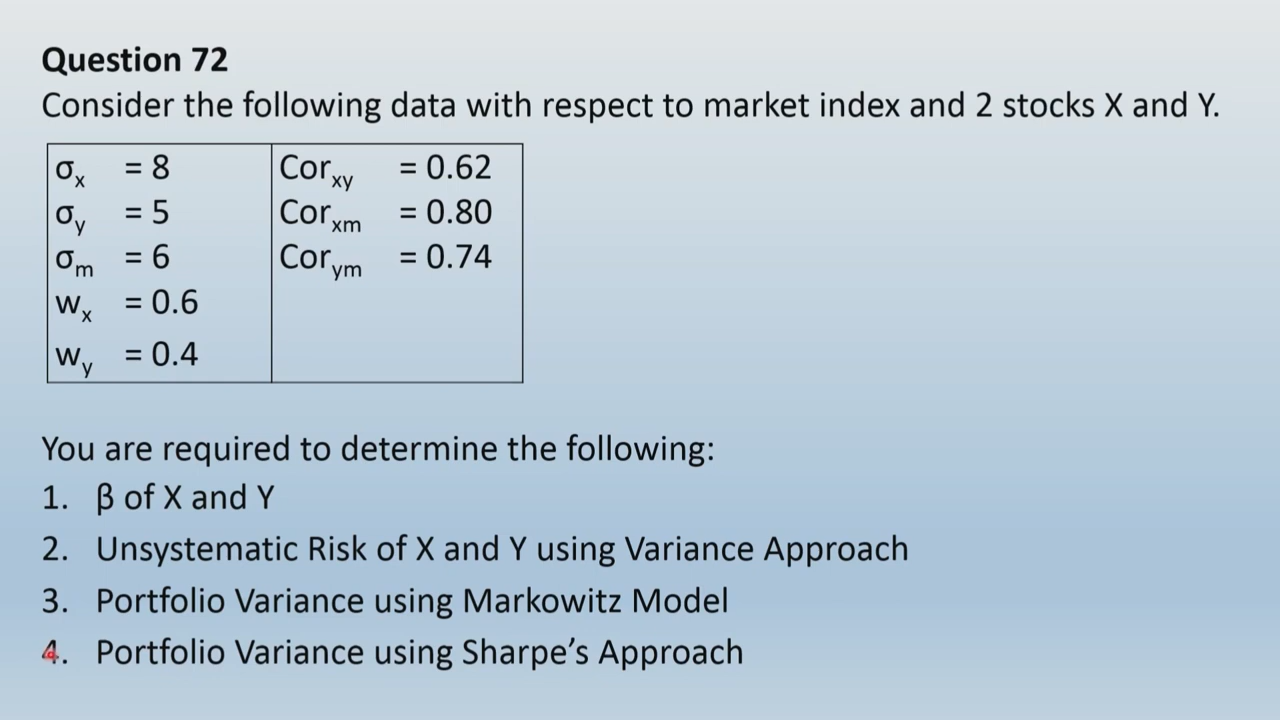 Question 72
Consider the following data with respect to market index and 2 stocks X and Y.
σx = 8
σy = 5
σm = 6
wx = 0.6
wy = 0.4
Corxy = 0.62
Corxm = 0.80
Corym = 0.74
You are required to determine the following:
1. β of X and Y
2. Unsystematic Risk of X and Y using Variance Approach
3. Portfolio Variance using Markowitz Model
4. Portfolio Variance using Sharpe’s Approach